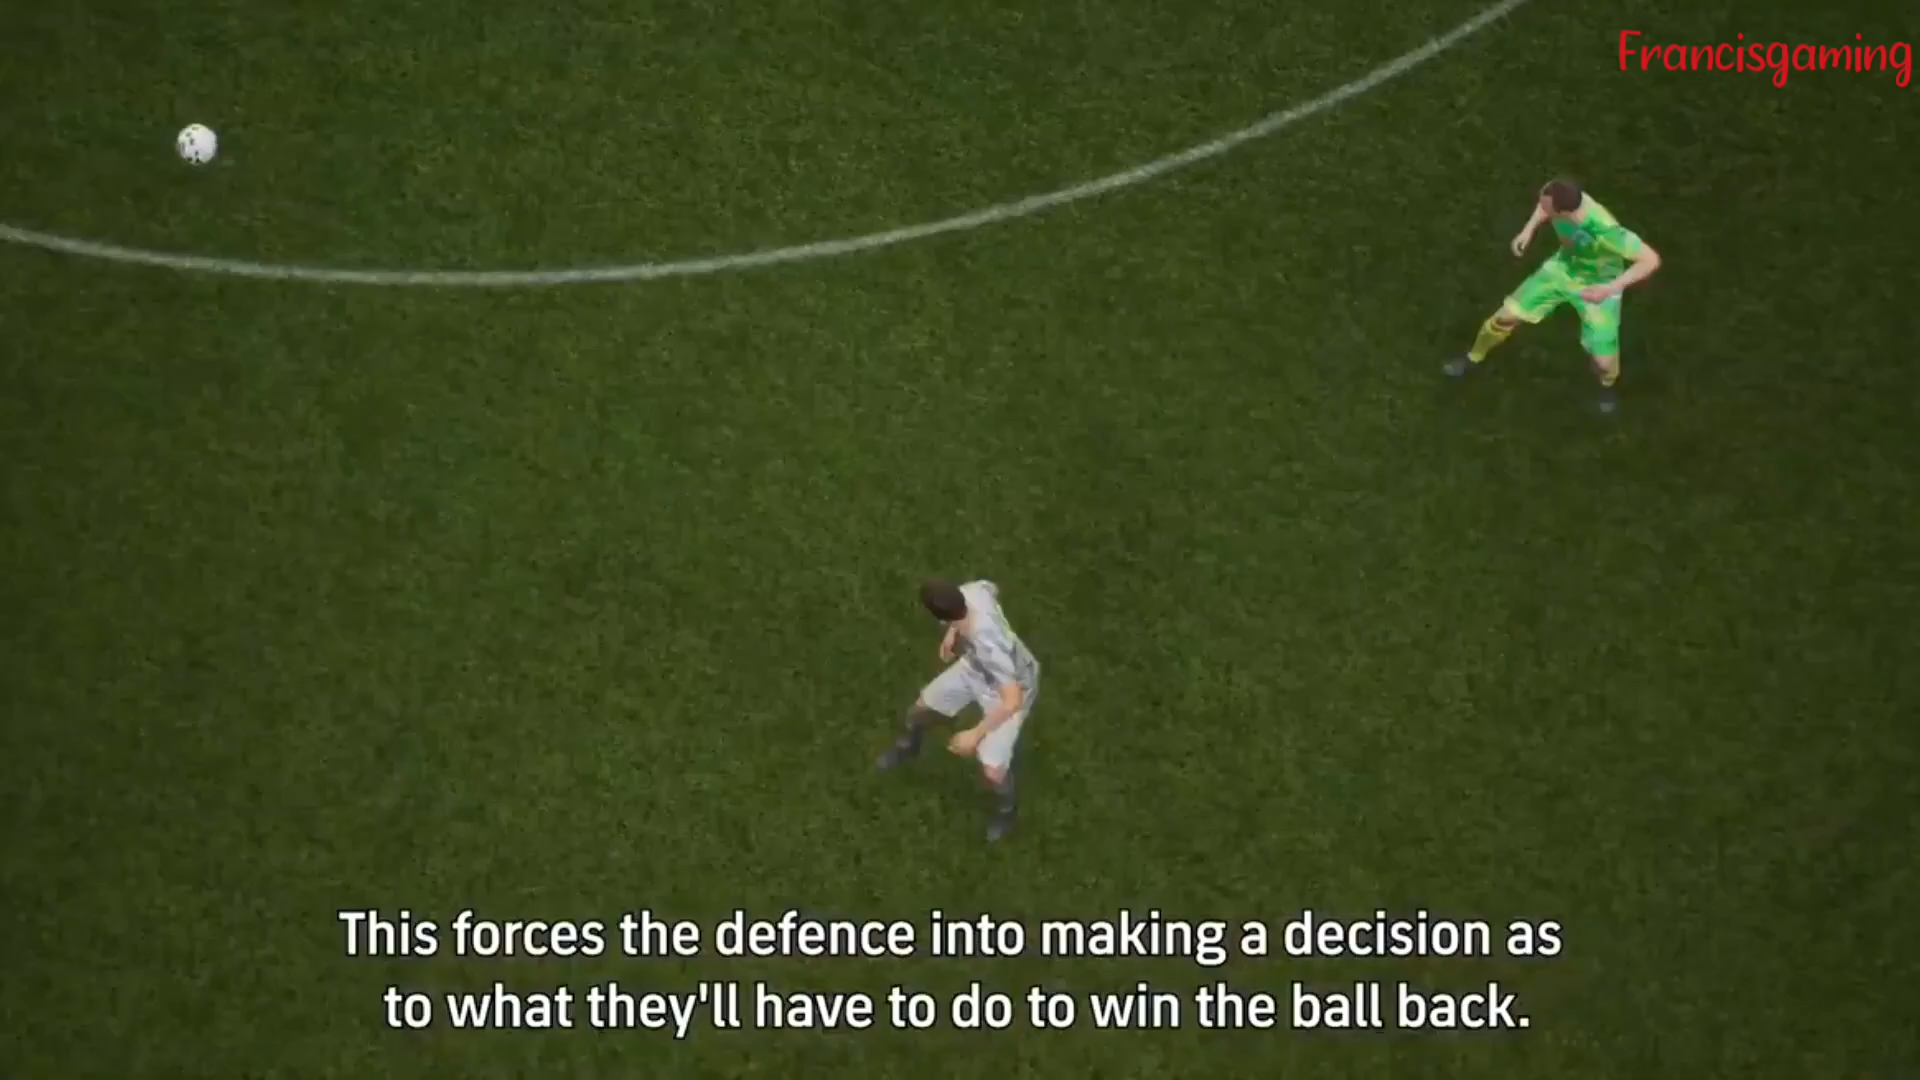 Francisgaming
This forces the defence into making a decision as
to what they'll have to do to win the ball back.